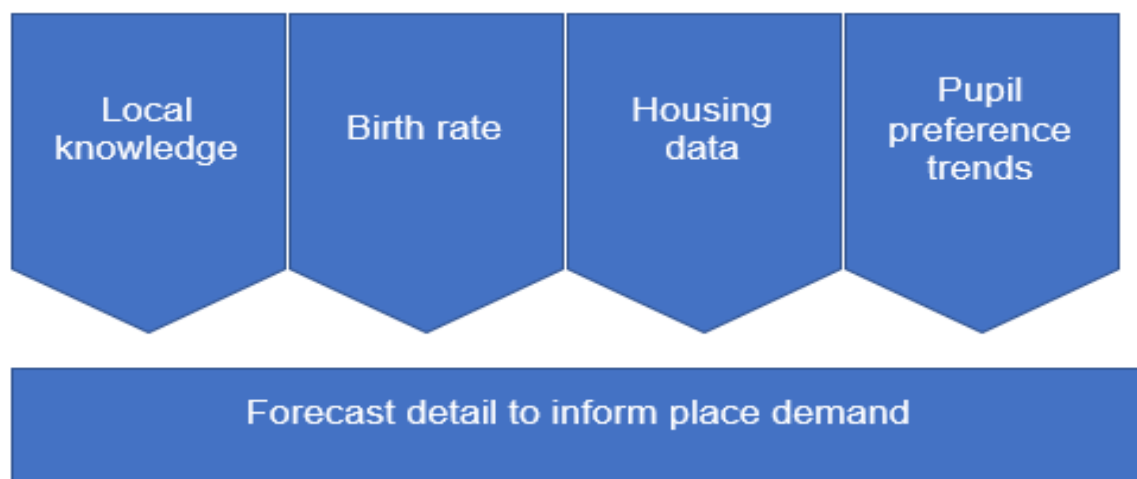 Local
knowledge
Birth rate
Housing
data
Pupil
preference
trends
Forecast detail to inform place demand